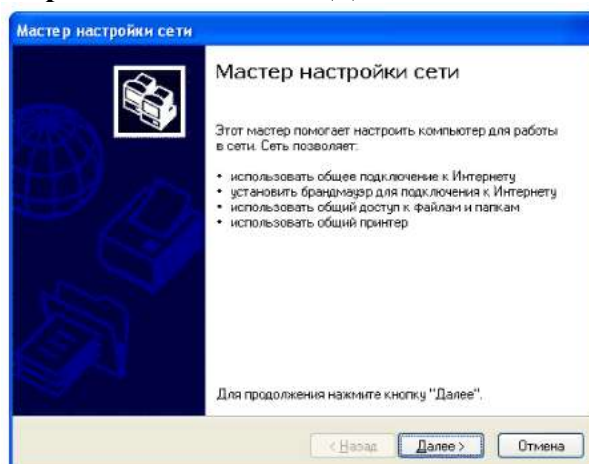 Мастер настройки сети
Мастер настройки сети
Этот мастер помогает настроить компьютер для работы
в сети. Сеть позволяет:
• использовать общее подключение к Интернету
• установить брандмауэр для подключения к Интернету
• использовать общий доступ к файлам и папкам
• использовать общий принтер
Для продолжения нажмите кнопку "Далее".
< Назад Далее > Отмена